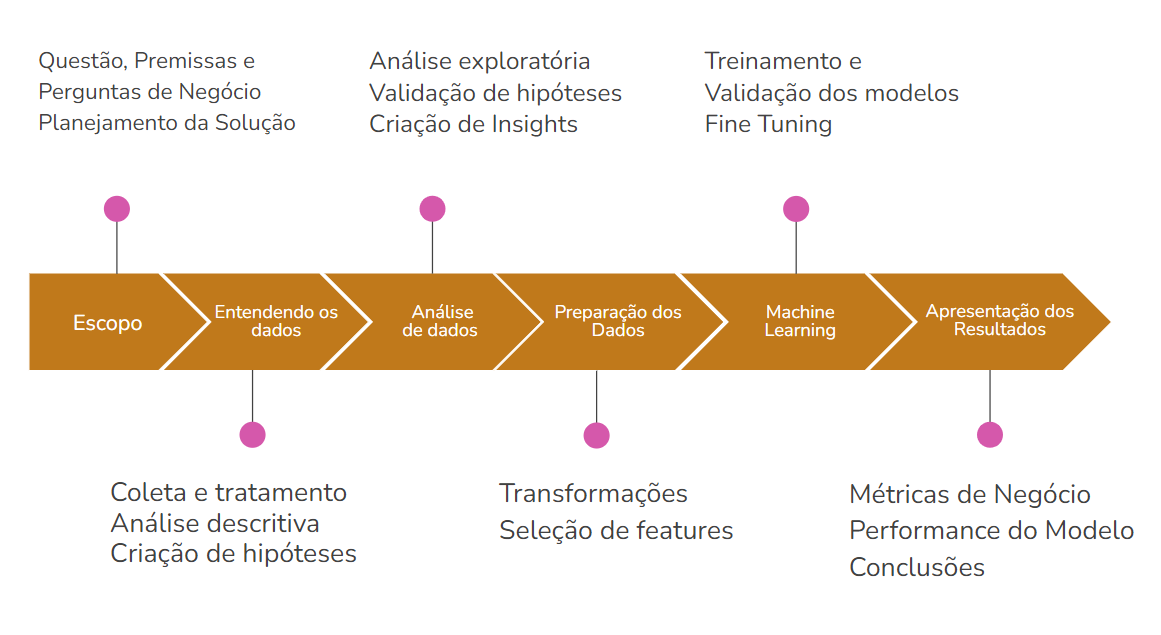 Questão, Premissas e
Perguntas de Negócio
Planejamento da Solução
Análise exploratória
Validação de hipóteses
Criação de Insights
Treinamento e
Validação dos modelos
Fine Tuning
Escopo
Entendendo os
dados
Análise
de dados
Preparação dos
Dados
Machine
Learning
Apresentação dos
Resultados
Coleta e tratamento
Análise descritiva
Criação de hipóteses
Transformações
Seleção de features
Métricas de Negócio
Performance do Modelo
Conclusões